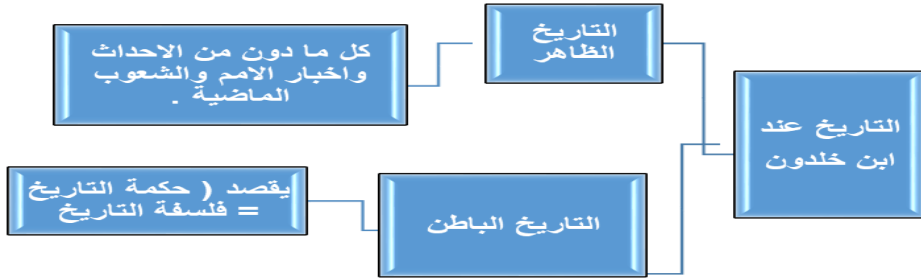 التاريخ عند
ابن خلدون
التاريخ
الظاهر
كل ما دون من الاحداث
واخبار الامم والشعوب
الماضية .
التاريخ الباطن
يقصد ( حكمة التاريخ
= فلسفة التاريخ